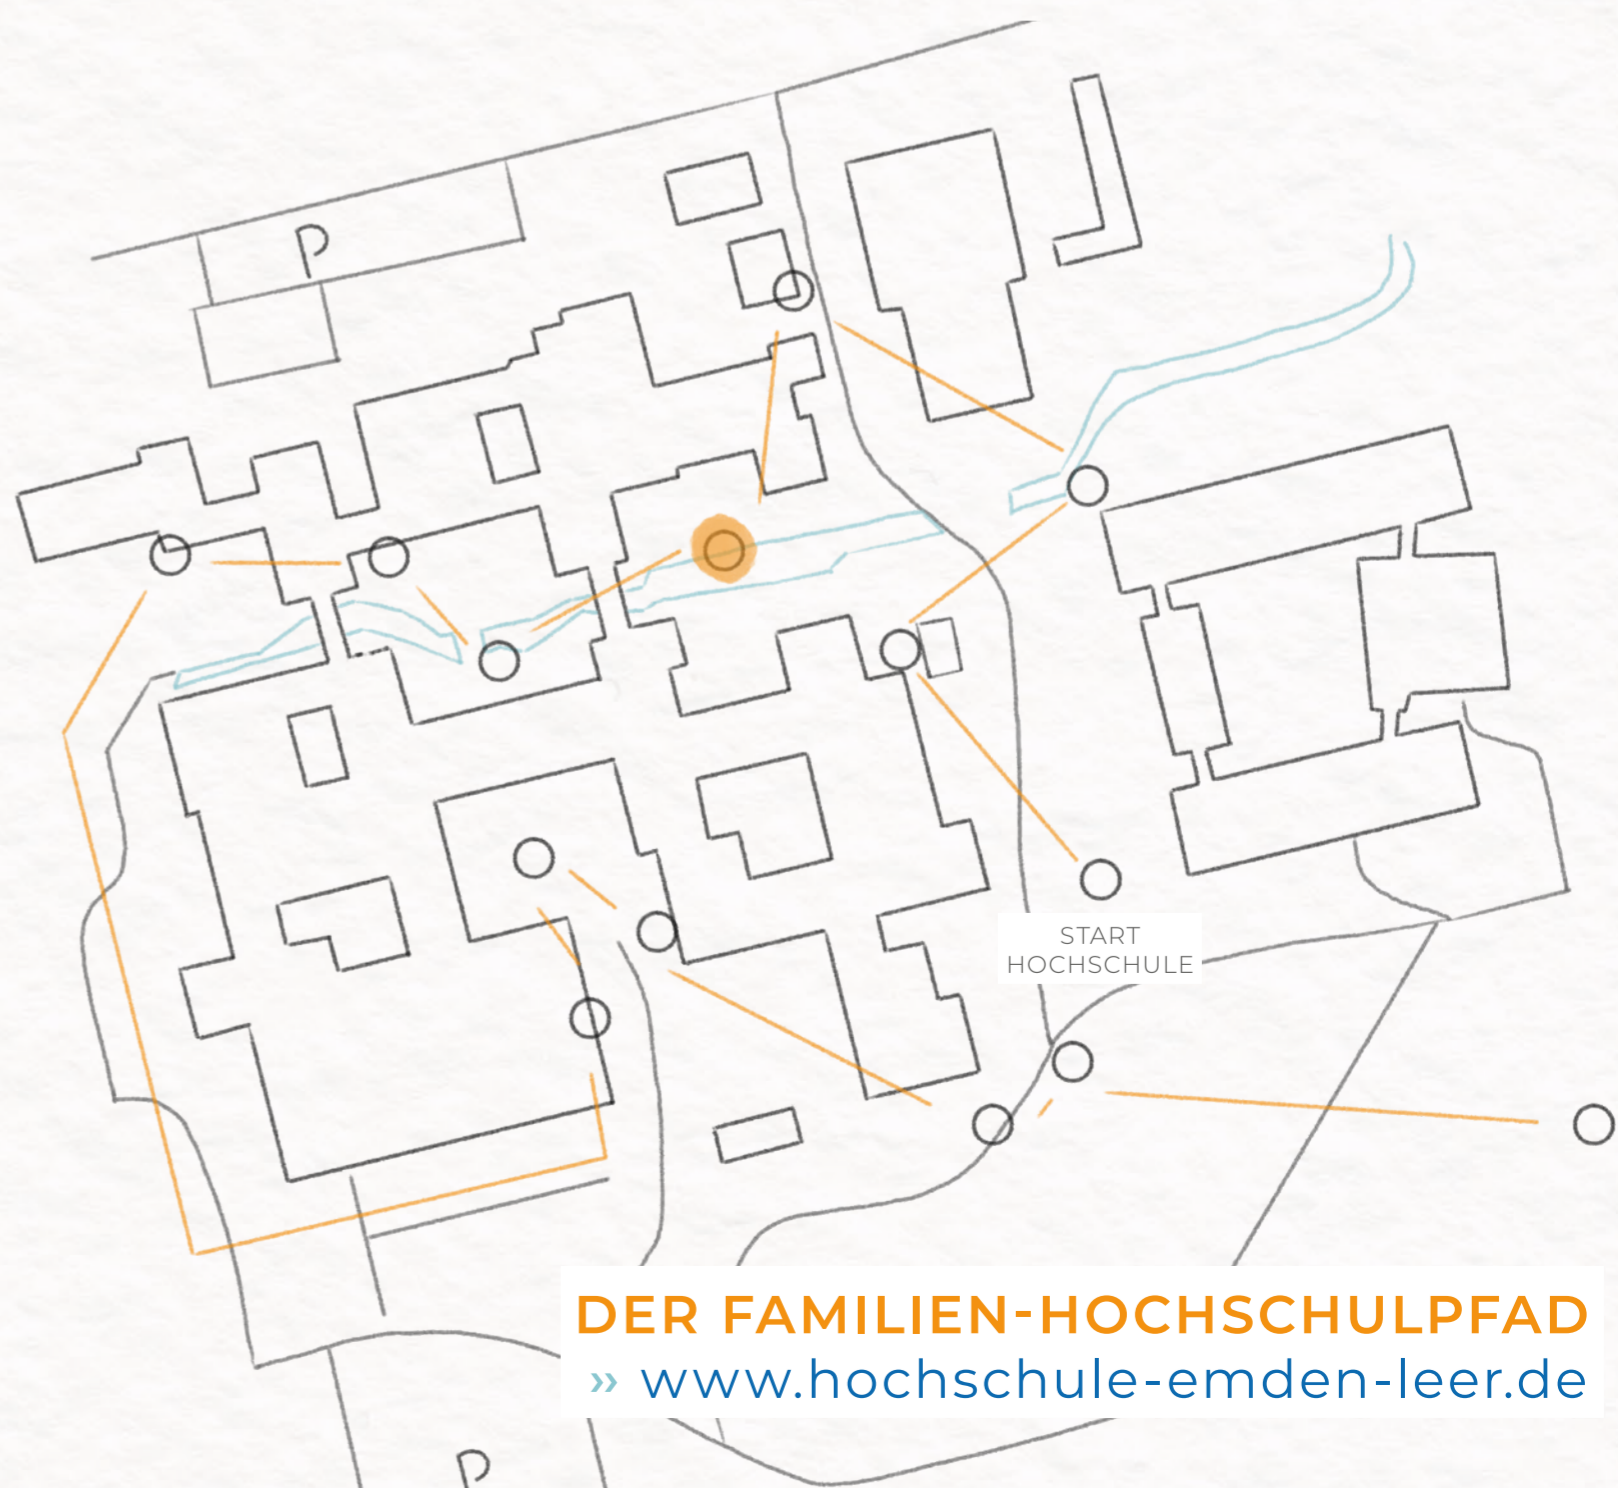 P
START
HOCHSCHULE
DER FAMILIEN-HOCHSCHULPFAD
» www.hochschule-emden-leer.de
P